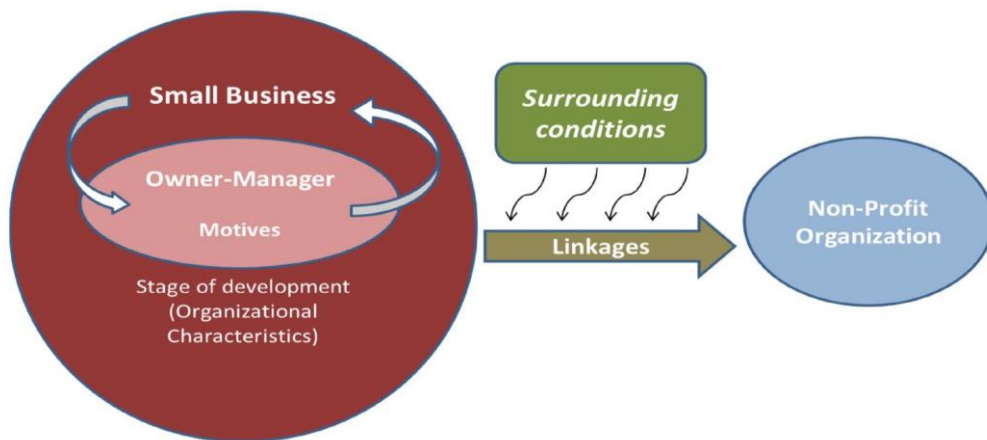 Small Business
Owner-Manager
Motives
Stage of development
(Organizational
Characteristics)
Surrounding
conditions
Linkages
Non-Profit
Organization